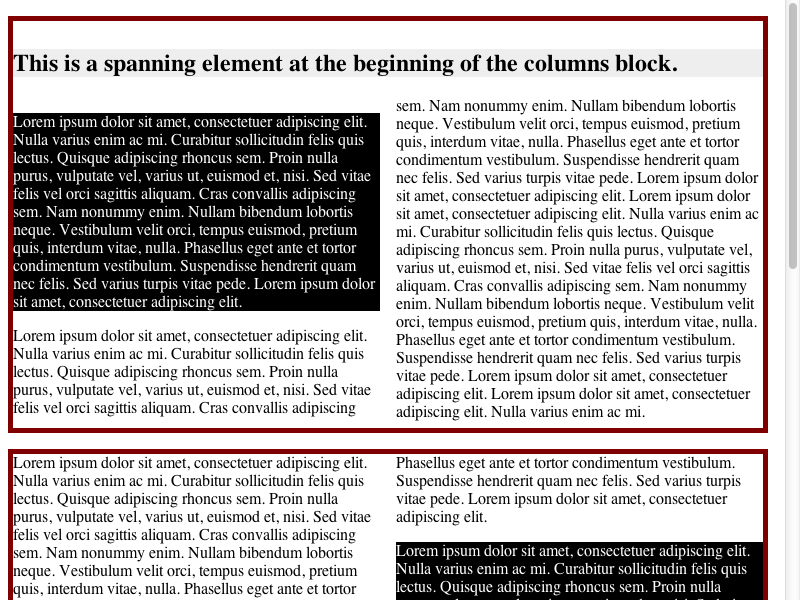 This is a spanning element at the beginning of the columns block.
Lorem ipsum dolor sit amet, consectetuer adipiscing elit.
Nulla varius enim ac mi. Curabitur sollicitudin felis quis
lectus. Quisque adipiscing rhoncus sem. Proin nulla
purus, vulputate vel, varius ut, euismod et, nisi. Sed vitae
felis vel orci sagittis aliquam. Cras convallis adipiscing
sem. Nam nonummy enim. Nullam bibendum lobortis
neque. Vestibulum velit orci, tempus euismod, pretium
quis, interdum vitae, nulla. Phasellus eget ante et tortor
condimentum vestibulum. Suspendisse hendrerit quam
nec felis. Sed varius turpis vitae pede. Lorem ipsum dolor
sit amet, consectetuer adipiscing elit.
Lorem ipsum dolor sit amet, consectetuer adipiscing elit.
Nulla varius enim ac mi. Curabitur sollicitudin felis quis
lectus. Quisque adipiscing rhoncus sem. Proin nulla
purus, vulputate vel, varius ut, euismod et, nisi. Sed vitae
felis vel orci sagittis aliquam. Cras convallis adipiscing
sem. Nam nonummy enim. Nullam bibendum lobortis
neque. Vestibulum velit orci, tempus euismod, pretium
quis, interdum vitae, nulla. Phasellus eget ante et tortor
condimentum vestibulum. Suspendisse hendrerit quam
nec felis. Sed varius turpis vitae pede. Lorem ipsum dolor
sit amet, consectetuer adipiscing elit. Lorem ipsum dolor
sit amet, consectetuer adipiscing elit. Nulla varius enim ac
mi. Curabitur sollicitudin felis quis lectus. Quisque
adipiscing rhoncus sem. Proin nulla purus, vulputate vel,
varius ut, euismod et, nisi. Sed vitae felis vel orci sagittis
aliquam. Cras convallis adipiscing sem. Nam nonummy
enim. Nullam bibendum lobortis neque. Vestibulum velit
orci, tempus euismod, pretium quis, interdum vitae, nulla.
Phasellus eget ante et tortor condimentum vestibulum.
Suspendisse hendrerit quam nec felis. Sed varius turpis
vitae pede. Lorem ipsum dolor sit amet, consectetuer
adipiscing elit. Lorem ipsum dolor sit amet, consectetuer
adipiscing elit. Nulla varius enim ac mi.
Lorem ipsum dolor sit amet, consectetuer adipiscing elit.
Nulla varius enim ac mi. Curabitur sollicitudin felis quis
lectus. Quisque adipiscing rhoncus sem. Proin nulla
purus, vulputate vel, varius ut, euismod et, nisi. Sed vitae
felis vel orci sagittis aliquam. Cras convallis adipiscing
sem. Nam nonummy enim. Nullam bibendum lobortis
neque. Vestibulum velit orci, tempus euismod, pretium
quis, interdum vitae, nulla. Phasellus eget ante et tortor
Phasellus eget ante et tortor condimentum vestibulum.
Suspendisse hendrerit quam nec felis. Sed varius turpis
vitae pede. Lorem ipsum dolor sit amet, consectetuer
adipiscing elit.
Lorem ipsum dolor sit amet, consectetuer adipiscing elit.
Nulla varius enim ac mi. Curabitur sollicitudin felis quis
lectus. Quisque adipiscing rhoncus sem. Proin nulla